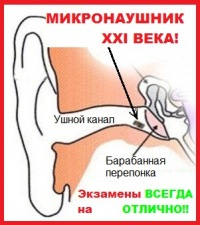 МИКРОНАУШНИК
XXI ВЕКА!
Ушной канал
Барабанная
перепонка
Экзамены ВСЕГДА
на ОТЛИЧНО!!